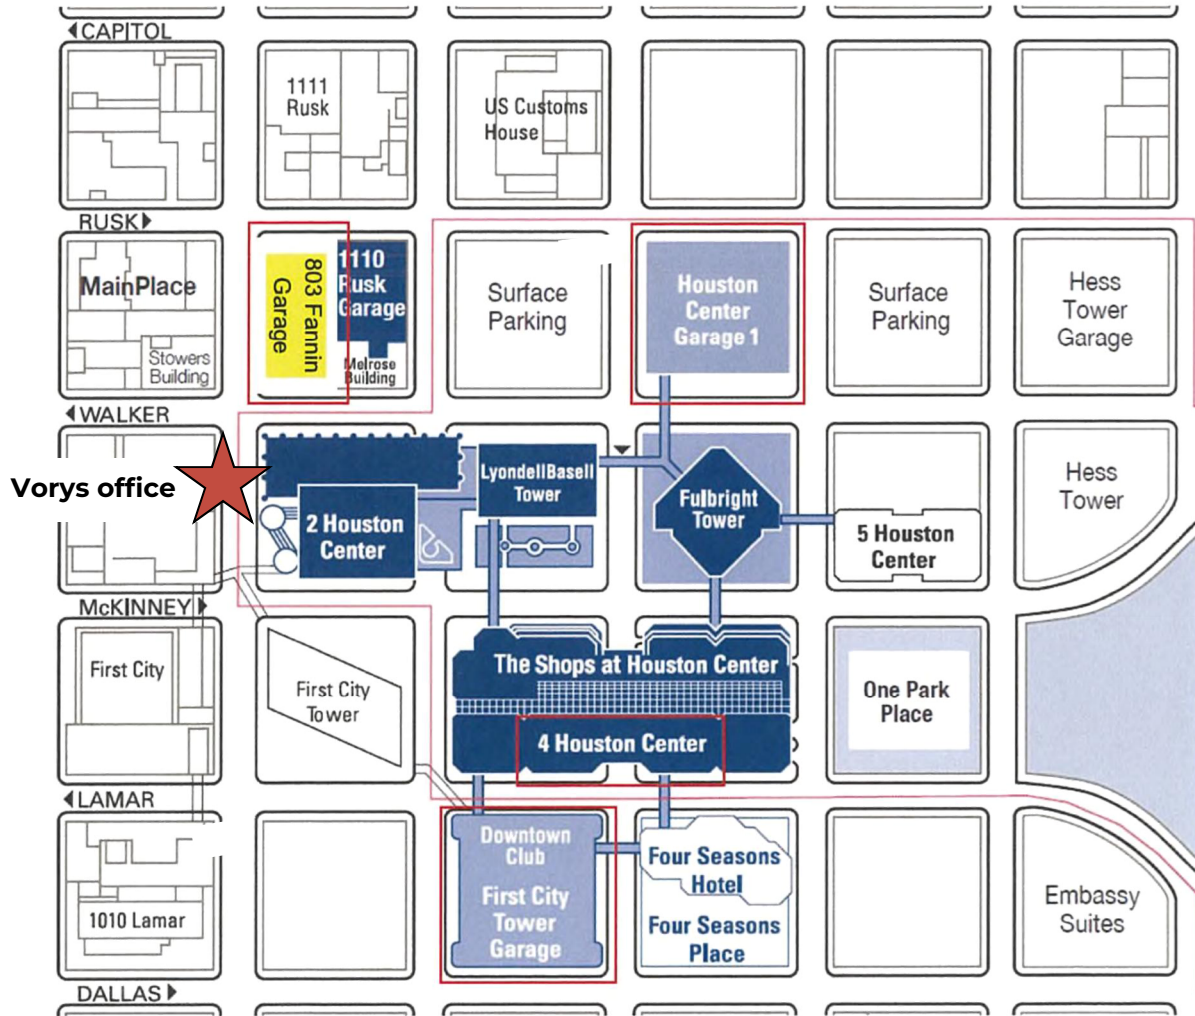 ◀CAPITOL
1111
Rusk
US Customs
House
RUSK▶
MainPlace
Stowers
Building
803 Fannin
Garage
1110
Rusk
Garage
Melrose
Building
Surface
Parking
Houston
Center
Garage 1
Surface
Parking
Hess
Tower
Garage
◀WALKER
Vorys office
2 Houston
Center
LyondellBasell
Tower
Fulbright
Tower
5 Houston
Center
Hess
Tower
McKINNEY▶
First City
First City
Tower
The Shops at Houston Center
4 Houston Center
One Park
Place
◀LAMAR
1010 Lamar
Downtown
Club
First City
Tower
Garage
Four Seasons
Hotel
Four Seasons
Place
Embassy
Suites
DALLAS▶